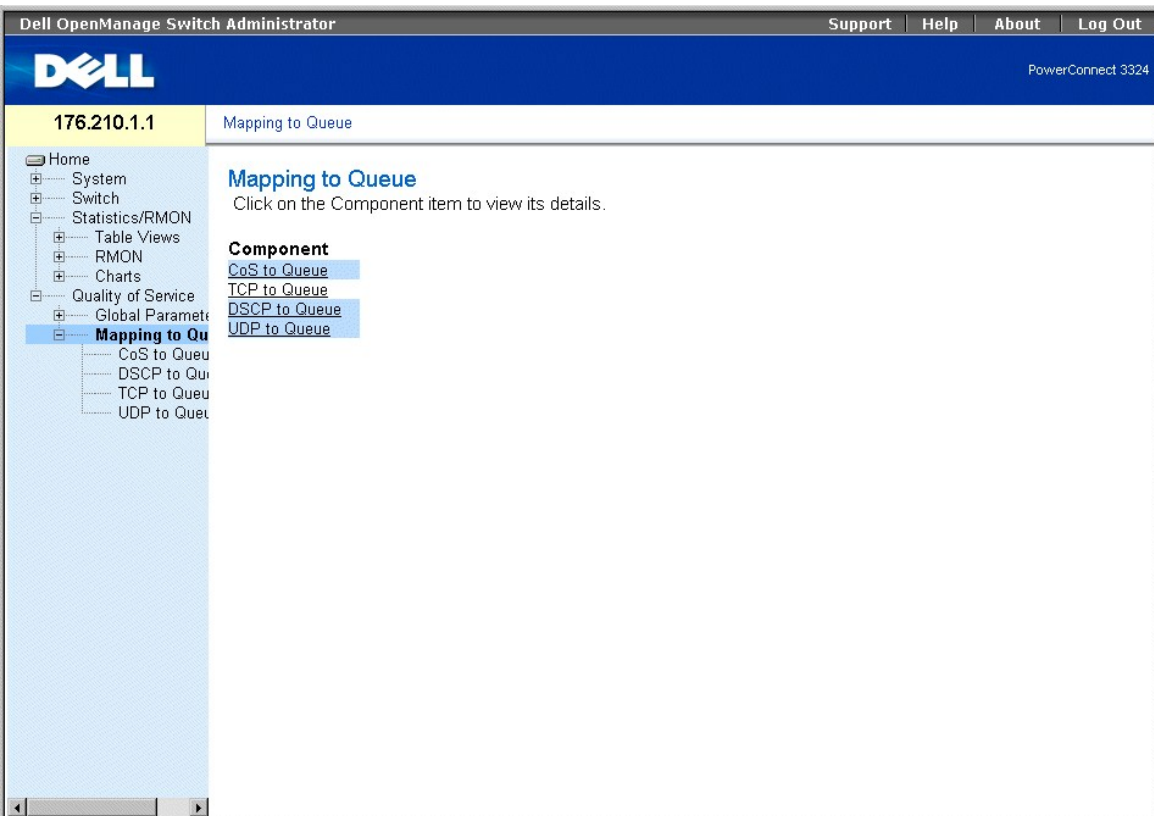 Dell OpenManage Switch Administrator
Support | Help | About | Log Out
DELL
PowerConnect 3324
176.210.1.1
Mapping to Queue
Home
System
Switch
Statistics/RMON
Table Views
RMON
Charts
Quality of Service
Global Paramete
Mapping to Qu
CoS to Queu
DSCP to Qu
TCP to Queu
UDP to Queu
Mapping to Queue
Click on the Component item to view its details.
Component
CoS to Queue
TCP to Queue
DSCP to Queue
UDP to Queue